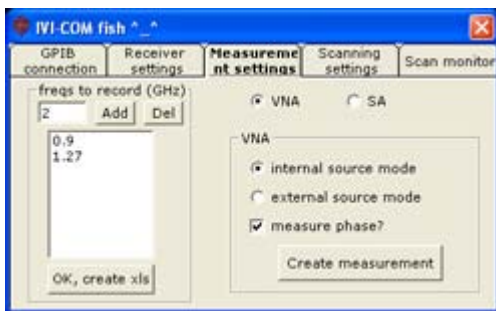 IVI-COM fish ^_^
GPIB connection
Receiver settings
Measureme nt settings
Scanning settings
Scan monitor
freqs to record (GHz)
2
Add
Del
0.9
1.27
OK, create xls
VNA
SA
VNA
internal source mode
external source mode
measure phase?
Create measurement